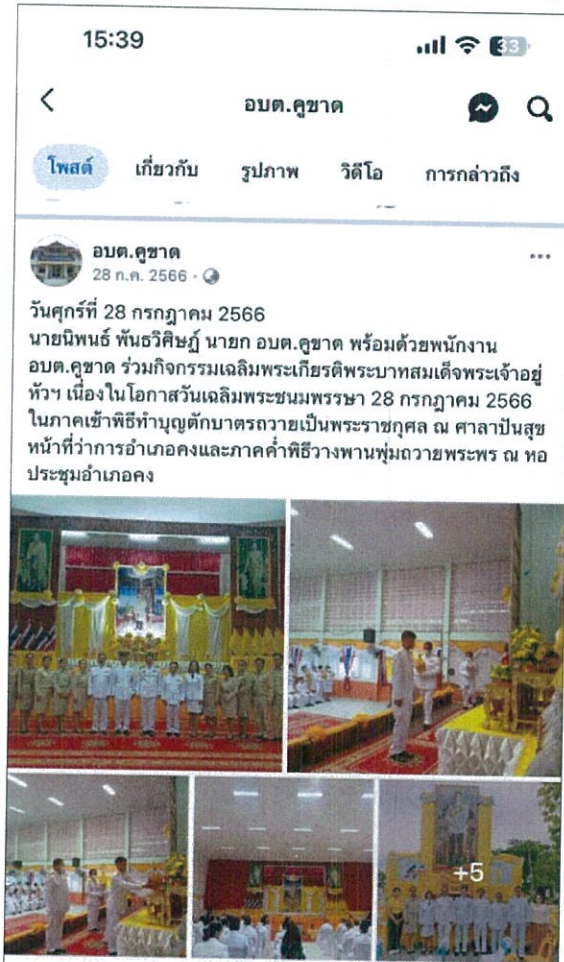 15:39
33
อบต.คูขาด
โพสต์ เกี่ยวกับ รูปภาพ วิดีโอ การกล่าวถึง
อบต.คูขาด
28 ก.ค. 2566
วันศุกร์ที่ 28 กรกฎาคม 2566
นายนิพนธ์ พันธวิศิษฏ์ นายก อบต.คูขาด พร้อมด้วยพนักงาน
อบต.คูขาด ร่วมกิจกรรมเฉลิมพระเกียรติพระบาทสมเด็จพระเจ้าอยู่
หัวฯ เนื่องในโอกาสวันเฉลิมพระชนมพรรษา 28 กรกฎาคม 2566
ในภาคเช้าพิธีทำบุญตักบาตรถวายเป็นพระราชกุศล ณ ศาลาปันสุข
หน้าที่ว่าการอำเภอคงและภาคค่ำพิธีวางพานพุ่มถวายพระพร ณ หอ
ประชุมอำเภอคง
+5